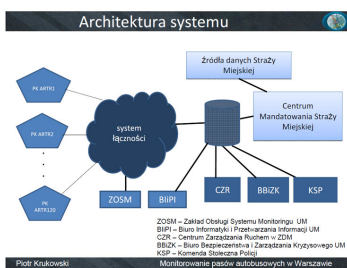 Architektura systemu
Źródła danych Straży
Miejskiej
PK ARTR1
Centrum
Mandatowania Straży
Miejskiej
PK ARTR2
system
łączności
PK
ARTR120
ZOSM
BIiPI
CZR
BBiZK
KSP
ZOSM – Zakład Obsługi Systemu Monitoringu UM
BIiPI – Biuro Informatyki i Przetwarzania Informacji UM
CZR – Centrum Zarządzania Ruchem w ZDM
BBiZK – Biuro Bezpieczeństwa i Zarządzania Kryzysowego UM
KSP – Komenda Stołeczna Policji
Piotr Krukowski
Monitorowanie pasów autobusowych w Warszawie